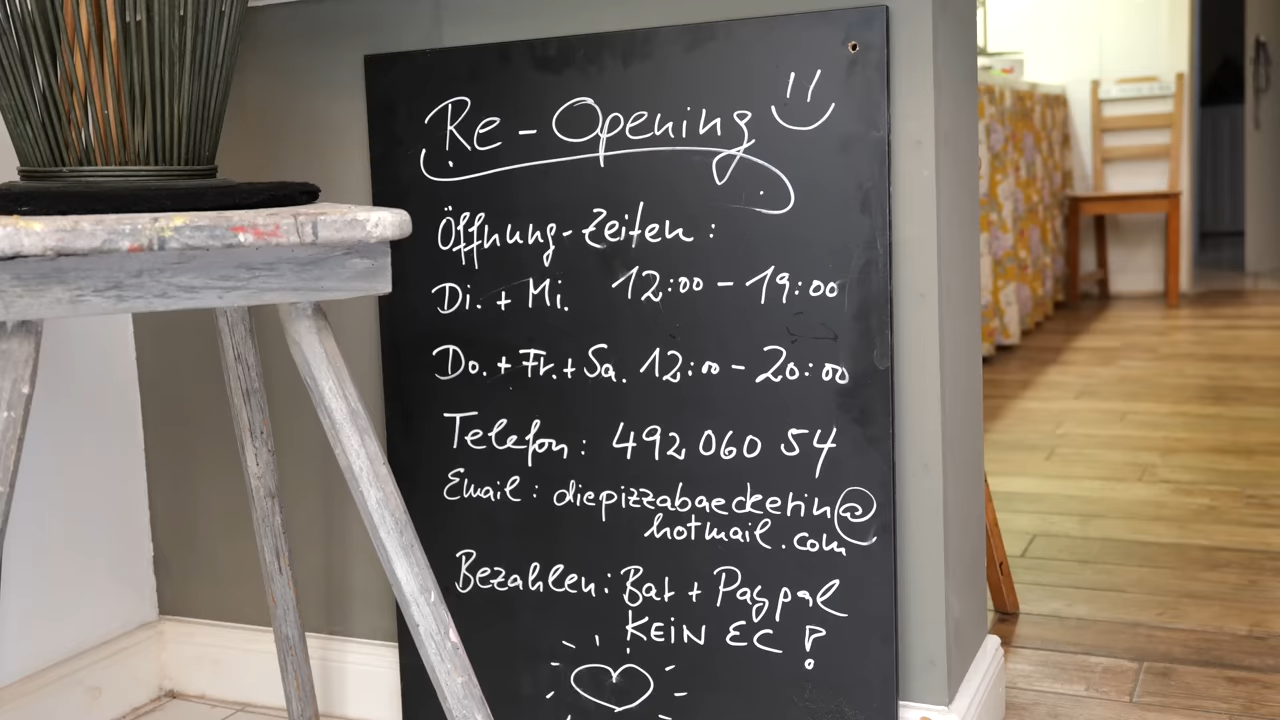 Re-Opening
Öffnung-Zeiten:
Di. + Mi. 12:00 - 19:00
Do. + Fr. + Sa. 12:00 - 20:00
Telefon: 492 060 54
Email: diepizzabaeckerin@
hotmail.com
Bezahlen: Bar + Paypal
KEIN EC!